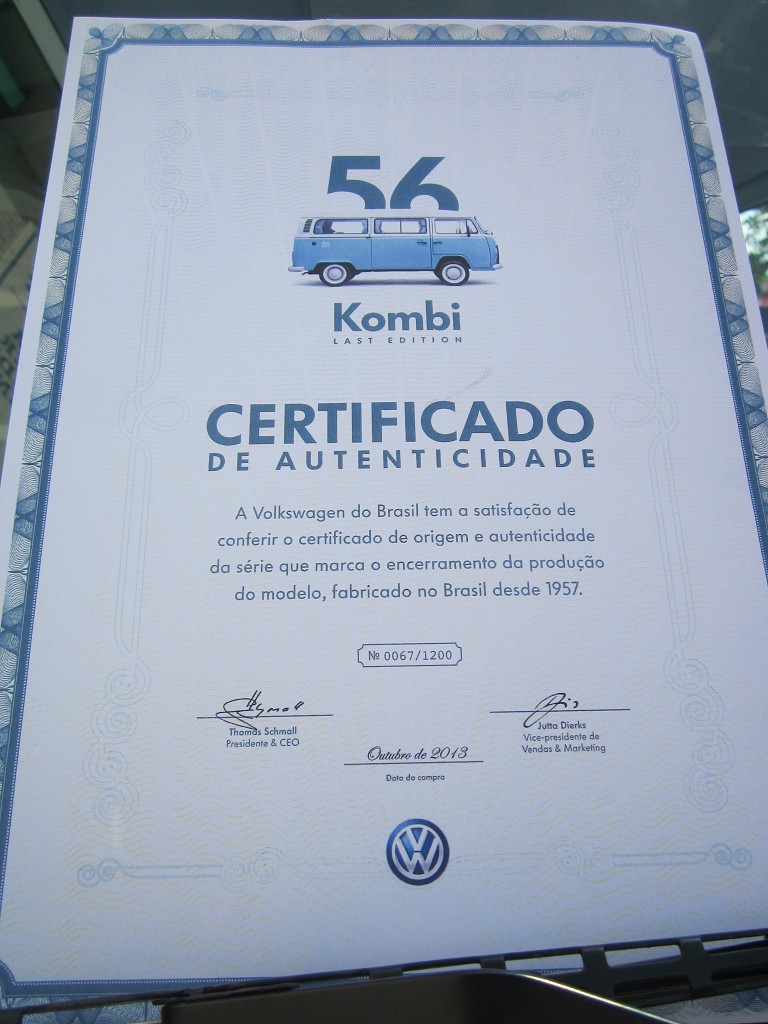 56
Kombi
LAST EDITION
CERTIFICADO
DE AUTENTICIDADE
A Volkswagen do Brasil tem a satisfação de
conferir o certificado de origem e autenticidade
da série que marca o encerramento da produção
do modelo, fabricado no Brasil desde 1957.
№ 0067/1200
Thomas Schmall
Presidente & CEO
Jutta Dierks
Vice-presidente de
Vendas & Marketing
Outubro de 2013
Data da compra